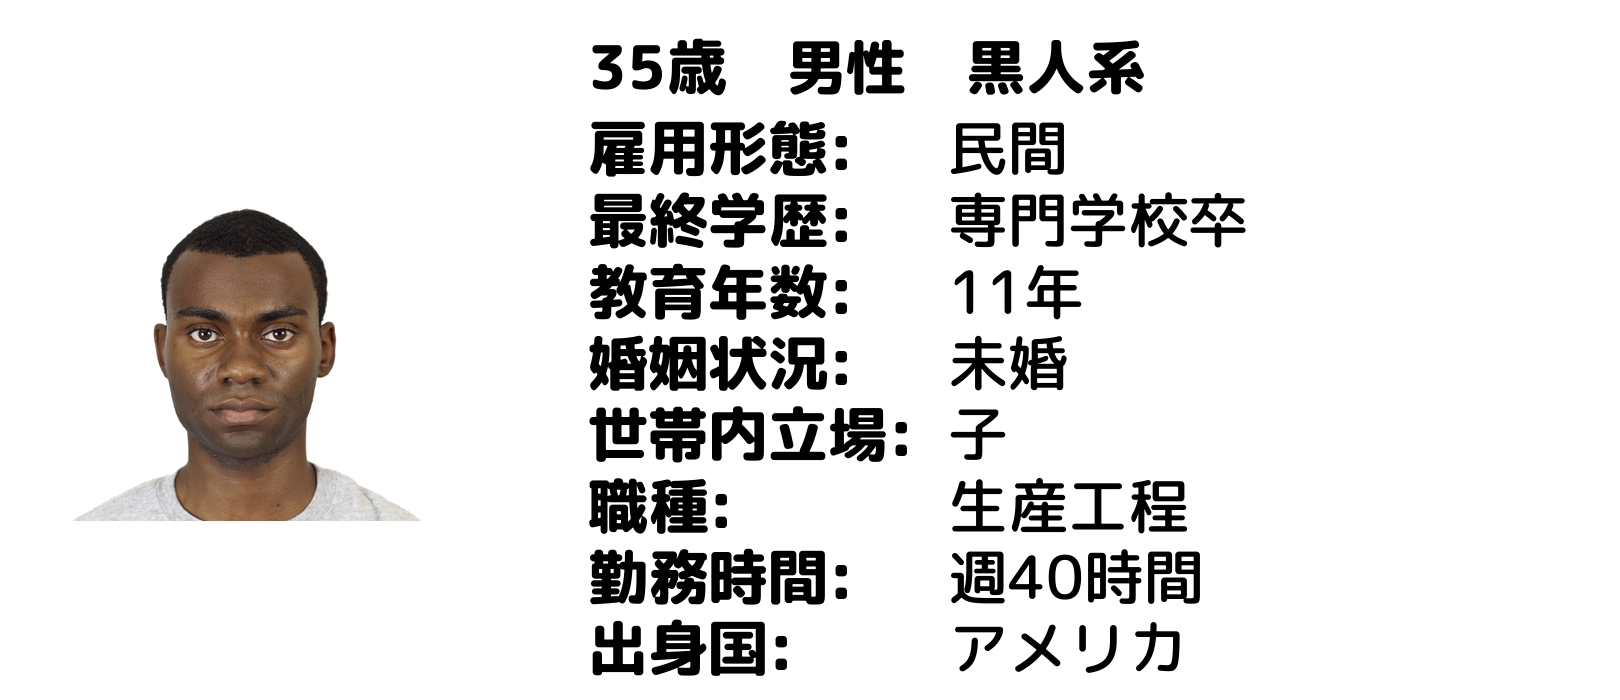 35歳　男性　黒人系
雇用形態:　民間
最終学歴:　専門学校卒
教育年数:　11年
婚姻状況:　未婚
世帯内立場:　子
職種:　生産工程
勤務時間:　週40時間
出身国:　アメリカ